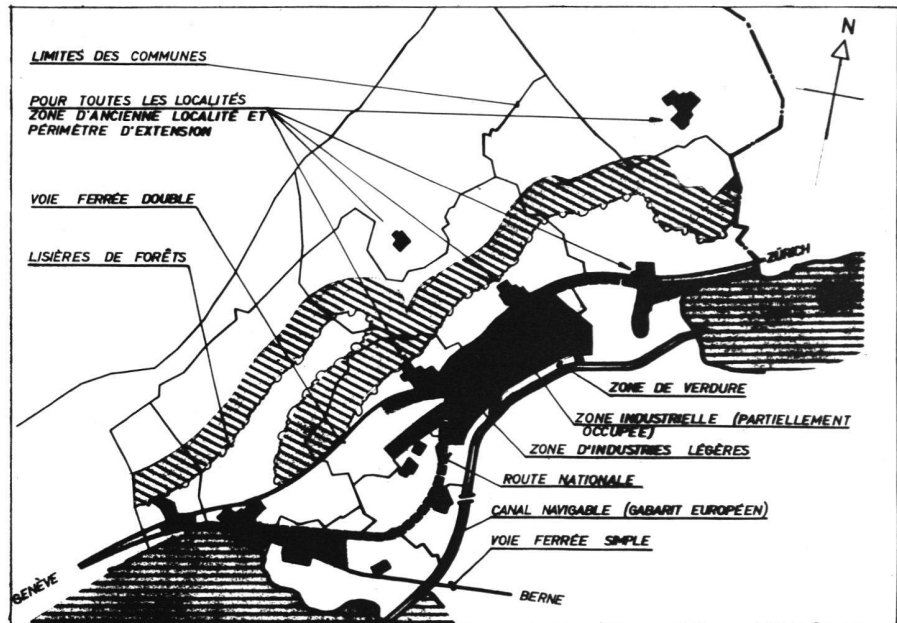 N
LIMITES DES COMMUNES
POUR TOUTES LES LOCALITÉS
ZONE D'ANCIENNE LOCALITÉ ET
PÉRIMÈTRE D'EXTENSION
VOIE FERRÉE DOUBLE
LISIÈRES DE FORÊTS
ZÜRICH
ZONE DE VERDURE
ZONE INDUSTRIELLE (PARTIELLEMENT
OCCUPÉE)
ZONE D'INDUSTRIES LÉGÈRES
ROUTE NATIONALE
CANAL NAVIGABLE (GABARIT EUROPÉEN)
VOIE FERRÉE SIMPLE
GENÈVE
BERNE